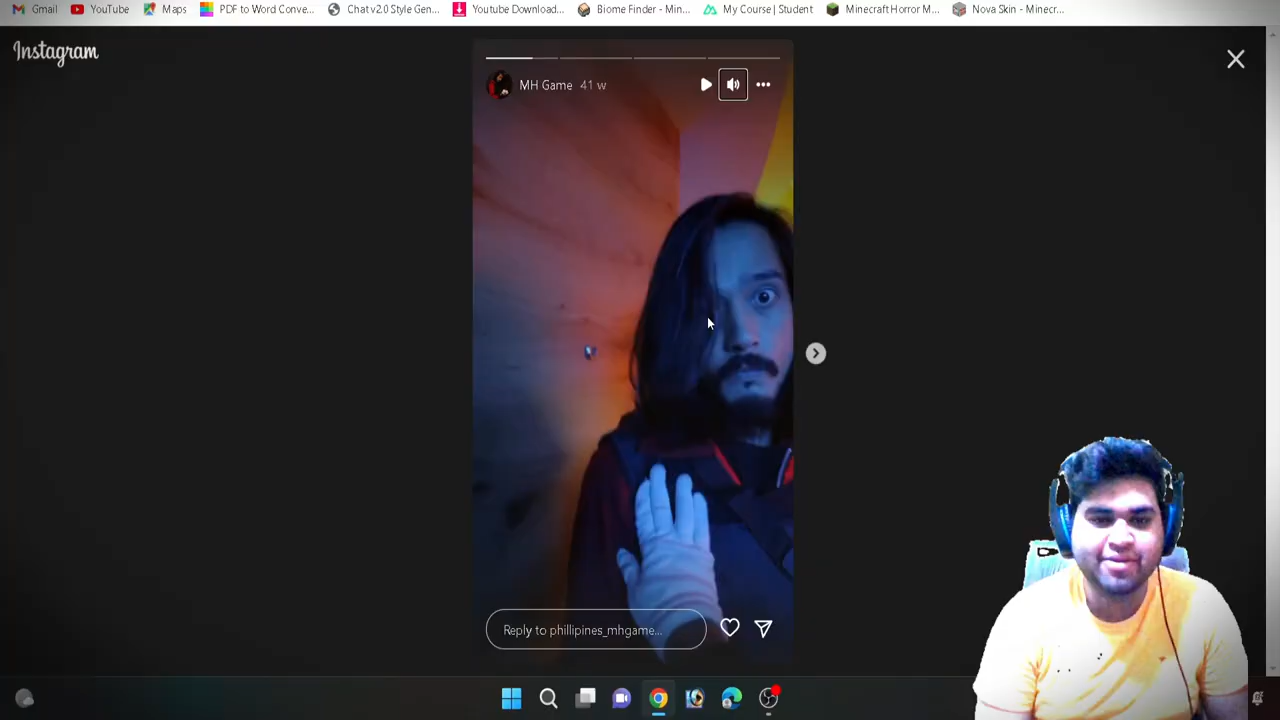 Gmail YouTube Maps PDF to Word Conve... Chat v2.0 Style Gen... Youtube Download... Biome Finder - Min... My Course | Student Minecraft Horror M... Nova Skin - Minecr...
Instagram
MH Game 41 w
Reply to phillipines_mhgame...